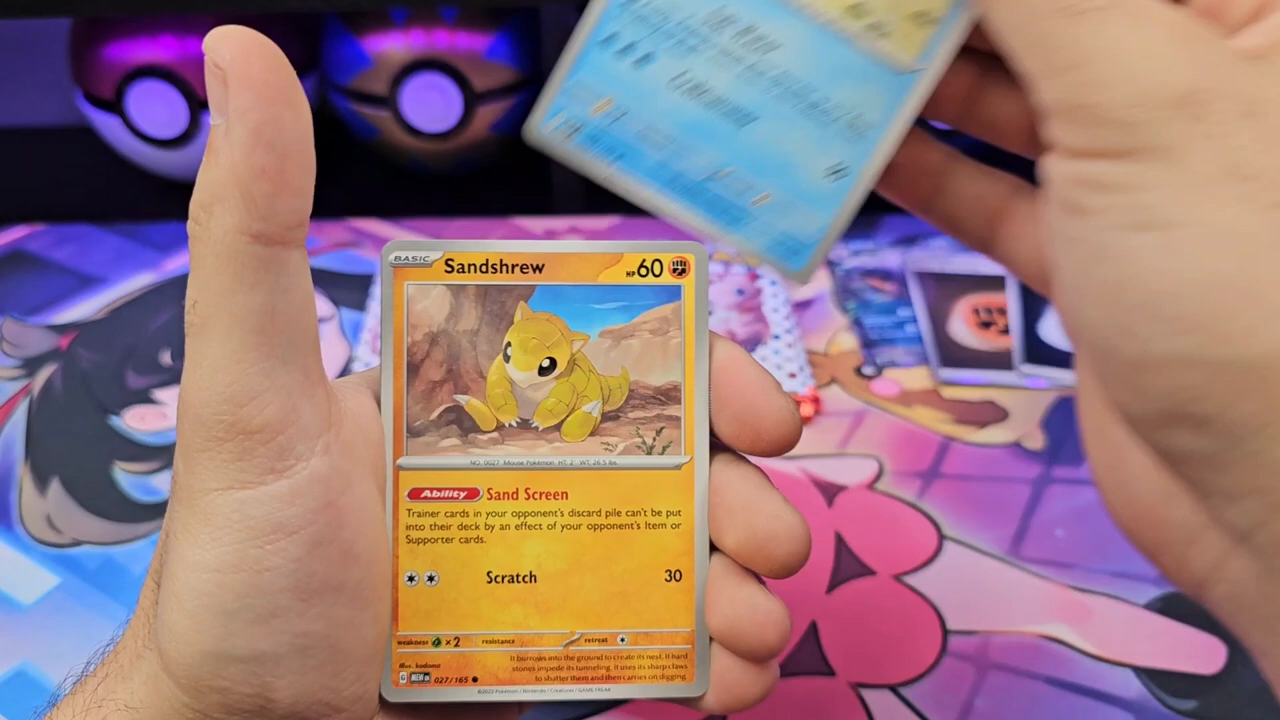 BASIC Sandshrew HP60
NO. 0027 Mouse Pokémon HT: 2' WT: 26.5 lbs.
Ability Sand Screen
Trainer cards in your opponent's discard pile can't be put
into their deck by an effect of your opponent's Item or
Supporter cards.
Scratch 30
weakness ×2 resistance retreat
Illus. kodama
It burrows into the ground to create its nest. If hard
stones impede its tunneling, it uses its sharp claws
to shatter them and then carries on digging.
G MEW EN 027/165
©2023 Pokémon / Nintendo / Creatures / GAME FREAK